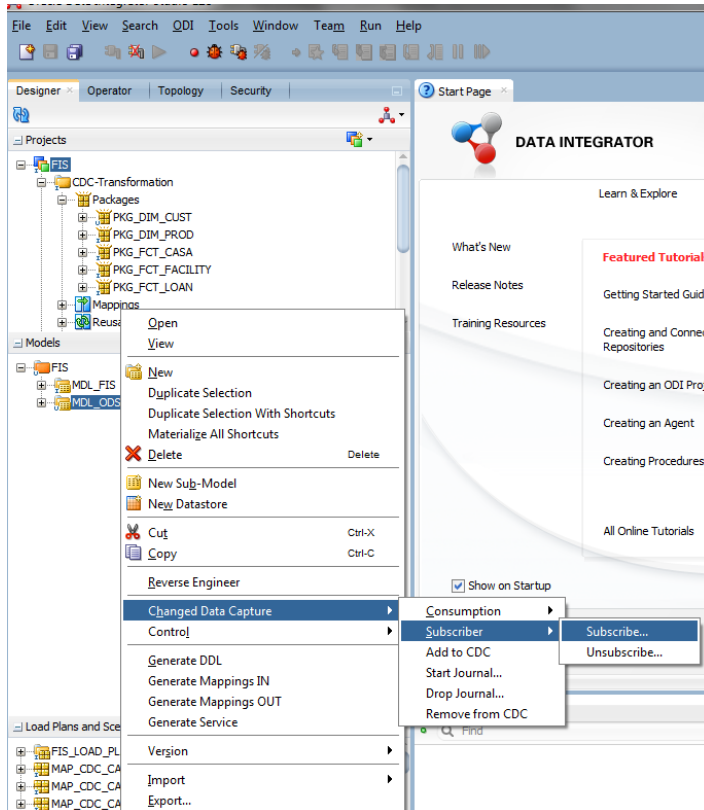 File Edit View Search ODI Tools Window Team Run Help
Designer Operator Topology Security
Start Page
Projects
FIS
CDC-Transformation
Packages
PKG_DIM_CUST
PKG_DIM_PROD
PKG_FCT_CASA
PKG_FCT_FACILITY
PKG_FCT_LOAN
Mappings
Reusa
Models
FIS
MDL_FIS
MDL_ODS
Load Plans and Sce
FIS_LOAD_PL
MAP_CDC_CA
MAP_CDC_CA
MAP_CDC_CA
Open
View
New
Duplicate Selection
Duplicate Selection With Shortcuts
Materialize All Shortcuts
Delete Delete
New Sub-Model
New Datastore
Cut Ctrl-X
Copy Ctrl-C
Reverse Engineer
Changed Data Capture
Control
Generate DDL
Generate Mappings IN
Generate Mappings OUT
Generate Service
Version
Import
Export...
Consumption
Subscriber
Add to CDC
Start Journal...
Drop Journal...
Remove from CDC
Subscribe...
Unsubscribe...
DATA INTEGRATOR
Learn & Explore
What's New
Release Notes
Training Resources
Featured Tutorial
Getting Started Guid
Creating and Connec
Repositories
Creating an ODI Proj
Creating an Agent
Creating Procedures
All Online Tutorials
Show on Startup
Find